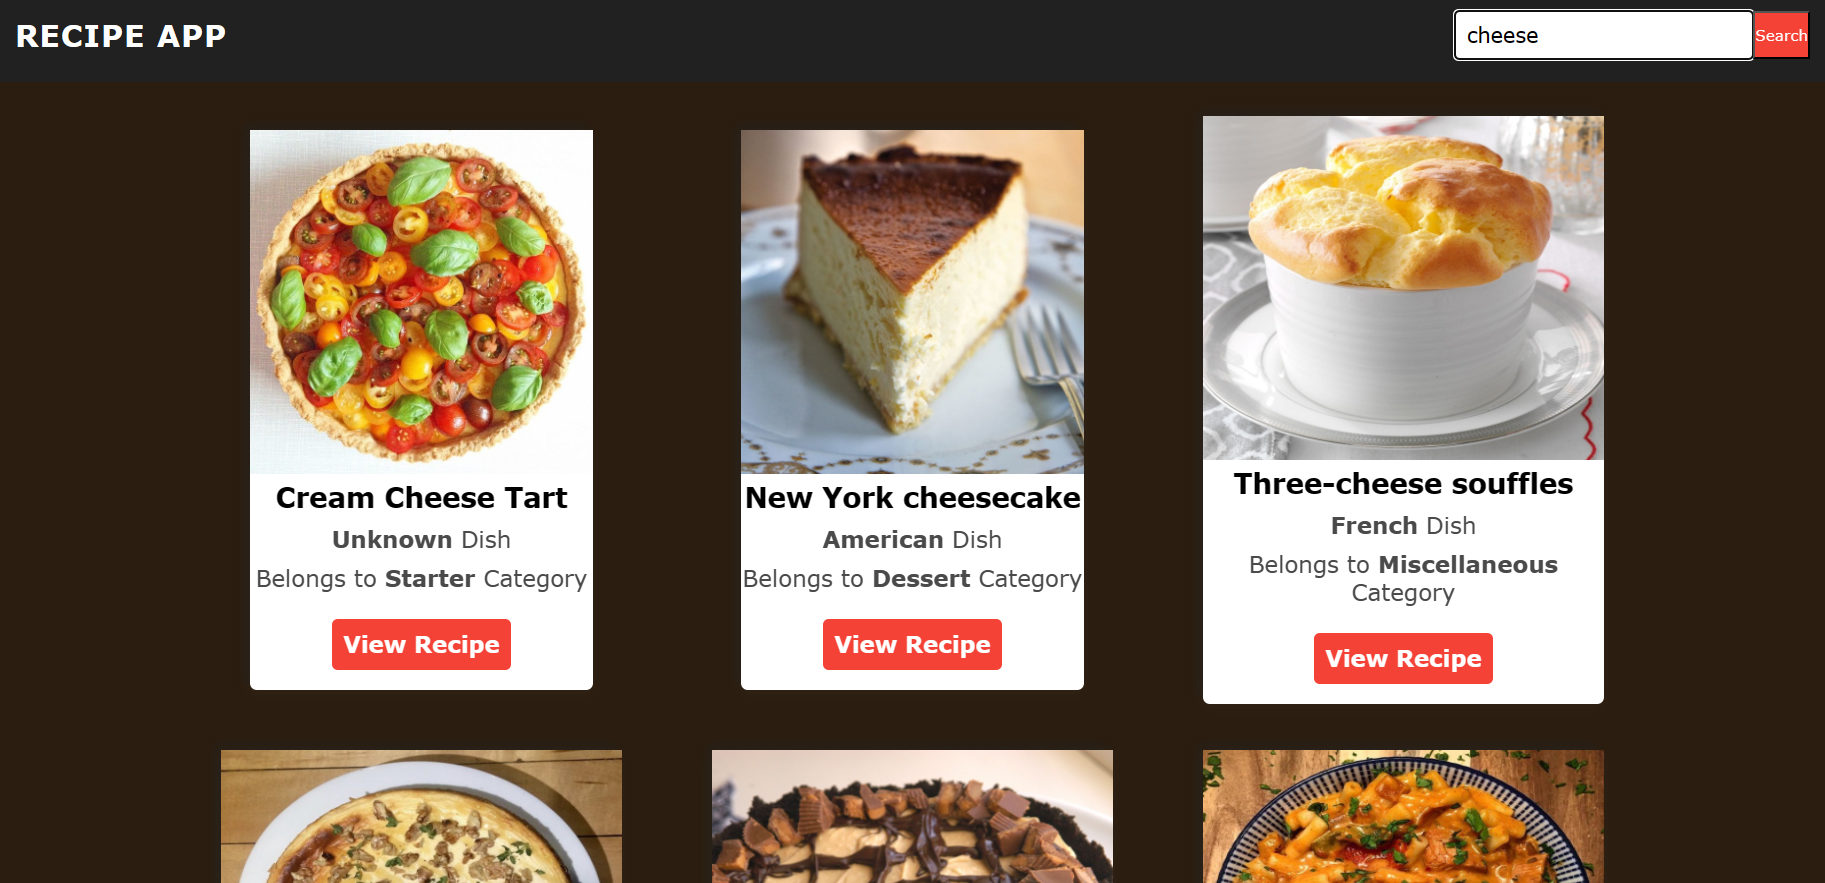 RECIPE APP
cheese
Search
Cream Cheese Tart
Unknown Dish
Belongs to Starter Category
View Recipe
New York cheesecake
American Dish
Belongs to Dessert Category
View Recipe
Three-cheese souffles
French Dish
Belongs to Miscellaneous
Category
View Recipe